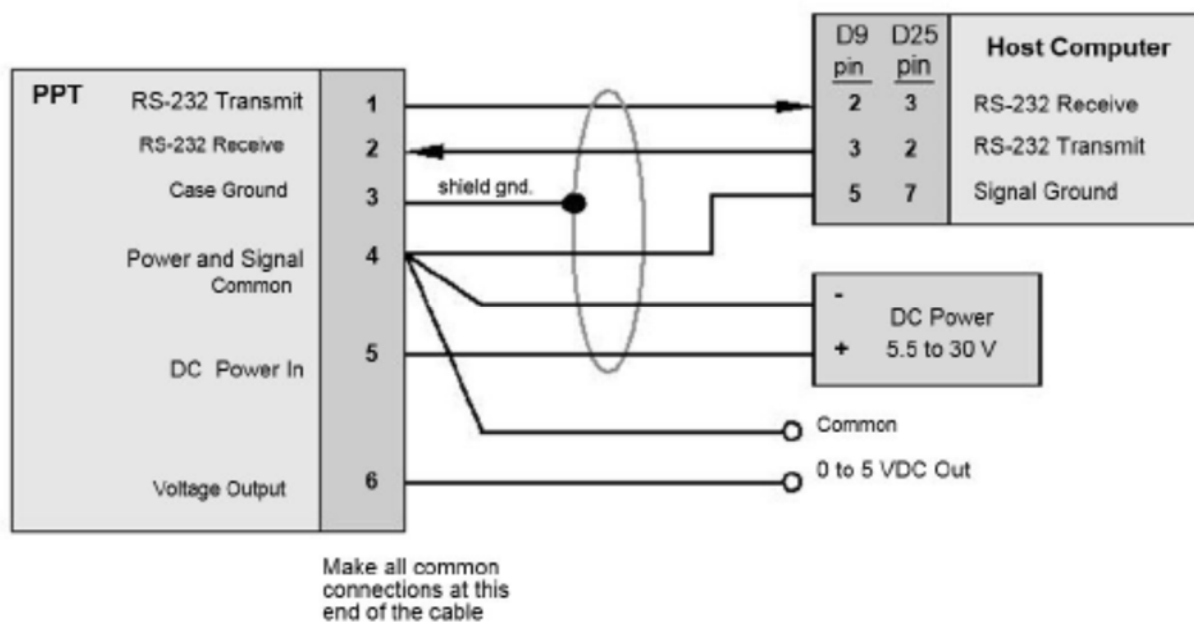 PPT
RS-232 Transmit
1
RS-232 Receive
2
Case Ground
3
shield gnd.
Power and Signal
Common
4
DC Power In
5
Voltage Output
6
Make all common
connections at this
end of the cable
D9 D25 Host Computer
pin pin
2 3 RS-232 Receive
3 2 RS-232 Transmit
5 7 Signal Ground
-
DC Power
+ 5.5 to 30 V
Common
0 to 5 VDC Out